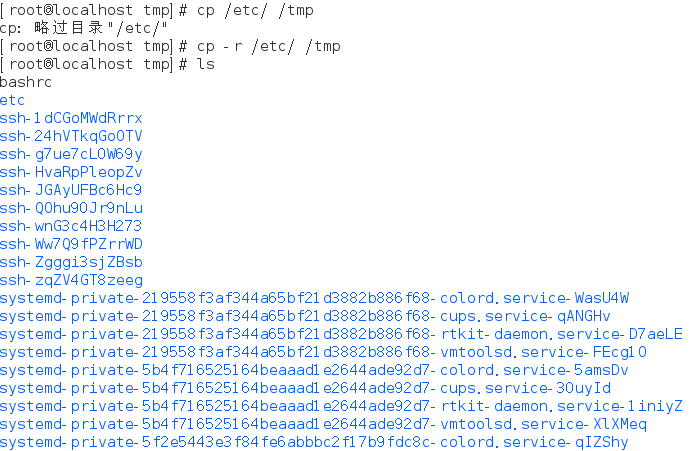 [root@localhost tmp]# cp /etc/ /tmp
cp: 略过目录"/etc/"
[root@localhost tmp]# cp -r /etc/ /tmp
[root@localhost tmp]# ls
bashrc
etc
ssh-1dCGoMWdRrrx
ssh-24hVTkqGoOTV
ssh-g7ue7cL0W69y
ssh-HvaRpPleopZv
ssh-JGAyUFBc6Hc9
ssh-QOhu9OJr9nLu
ssh-wnG3c4H3H273
ssh-Ww7Q9fPZrrWD
ssh-Zgggi3sjZBsb
ssh-zqZV4GT8zeeg
systemd-private-219558f3af344a65bf21d3882b886f68-colord.service-WasU4W
systemd-private-219558f3af344a65bf21d3882b886f68-cups.service-qANGHv
systemd-private-219558f3af344a65bf21d3882b886f68-rtkit-daemon.service-D7aeLE
systemd-private-219558f3af344a65bf21d3882b886f68-vmtoolsd.service-FEcg1O
systemd-private-5b4f716525164beaaad1e2644ade92d7-colord.service-5amsDv
systemd-private-5b4f716525164beaaad1e2644ade92d7-cups.service-3OuyId
systemd-private-5b4f716525164beaaad1e2644ade92d7-rtkit-daemon.service-1iniyZ
systemd-private-5b4f716525164beaaad1e2644ade92d7-vmtoolsd.service-XlXMeq
systemd-private-5f2e5443e3f84fe6abbbc2f17b9fdc8c-colord.service-qIZShy